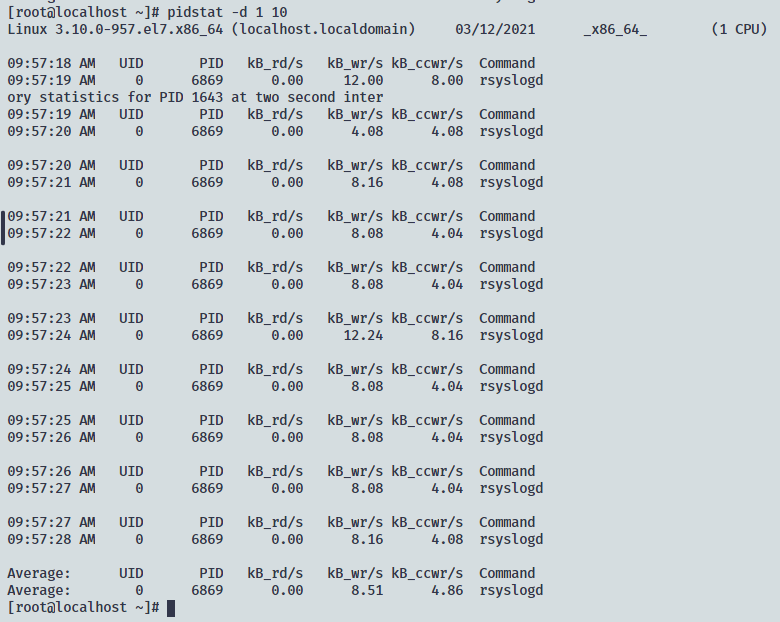 [root@localhost ~]# pidstat -d 1 10
Linux 3.10.0-957.el7.x86_64 (localhost.localdomain)     03/12/2021      _x86_64_        (1 CPU)
09:57:18 AM   UID       PID   kB_rd/s   kB_wr/s kB_ccwr/s  Command
09:57:19 AM     0      6869      0.00     12.00      8.00  rsyslogd
ory statistics for PID 1643 at two second inter
09:57:19 AM   UID       PID   kB_rd/s   kB_wr/s kB_ccwr/s  Command
09:57:20 AM     0      6869      0.00      4.08      4.08  rsyslogd
09:57:20 AM   UID       PID   kB_rd/s   kB_wr/s kB_ccwr/s  Command
09:57:21 AM     0      6869      0.00      8.16      4.08  rsyslogd
09:57:21 AM   UID       PID   kB_rd/s   kB_wr/s kB_ccwr/s  Command
09:57:22 AM     0      6869      0.00      8.08      4.04  rsyslogd
09:57:22 AM   UID       PID   kB_rd/s   kB_wr/s kB_ccwr/s  Command
09:57:23 AM     0      6869      0.00      8.08      4.04  rsyslogd
09:57:23 AM   UID       PID   kB_rd/s   kB_wr/s kB_ccwr/s  Command
09:57:24 AM     0      6869      0.00     12.24      8.16  rsyslogd
09:57:24 AM   UID       PID   kB_rd/s   kB_wr/s kB_ccwr/s  Command
09:57:25 AM     0      6869      0.00      8.08      4.04  rsyslogd
09:57:25 AM   UID       PID   kB_rd/s   kB_wr/s kB_ccwr/s  Command
09:57:26 AM     0      6869      0.00      8.08      4.04  rsyslogd
09:57:26 AM   UID       PID   kB_rd/s   kB_wr/s kB_ccwr/s  Command
09:57:27 AM     0      6869      0.00      8.08      4.04  rsyslogd
09:57:27 AM   UID       PID   kB_rd/s   kB_wr/s kB_ccwr/s  Command
09:57:28 AM     0      6869      0.00      8.16      4.08  rsyslogd
Average:      UID       PID   kB_rd/s   kB_wr/s kB_ccwr/s  Command
Average:        0      6869      0.00      8.51      4.86  rsyslogd
[root@localhost ~]#